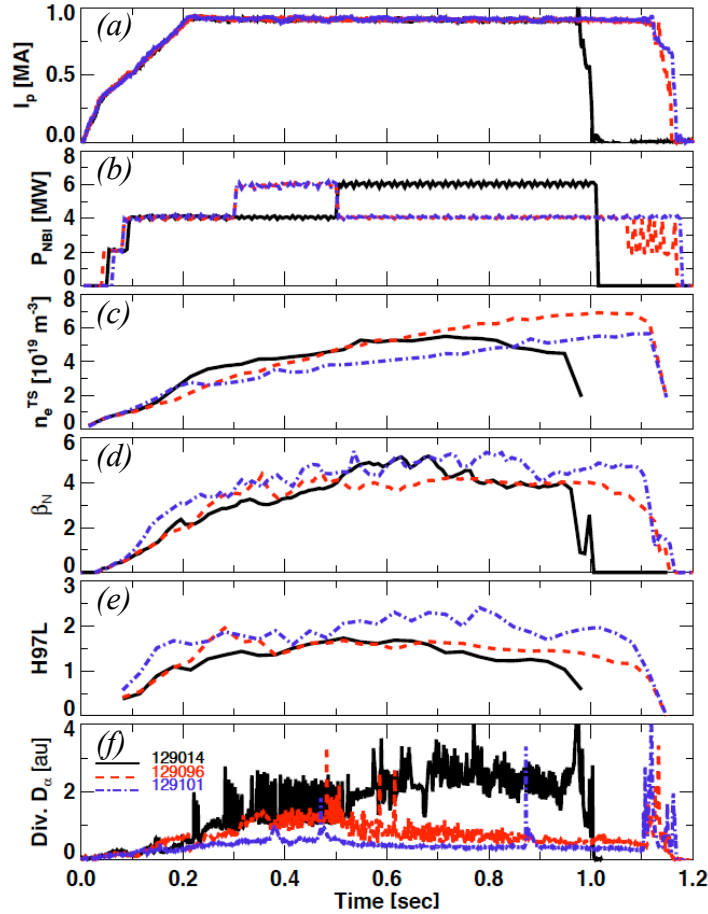 (a)
1.0
0.5
0.0
I_p [MA]
(b)
8
6
4
2
0
P_NBI [MW]
(c)
8
6
4
2
0
n_e^TS [10^19 m^-3]
(d)
6
4
2
0
β_N
(e)
3
2
1
0
H97L
(f)
4
2
0
Div. D_α [au]
129014
129096
129101
0.0 0.2 0.4 0.6 0.8 1.0 1.2
Time [sec]